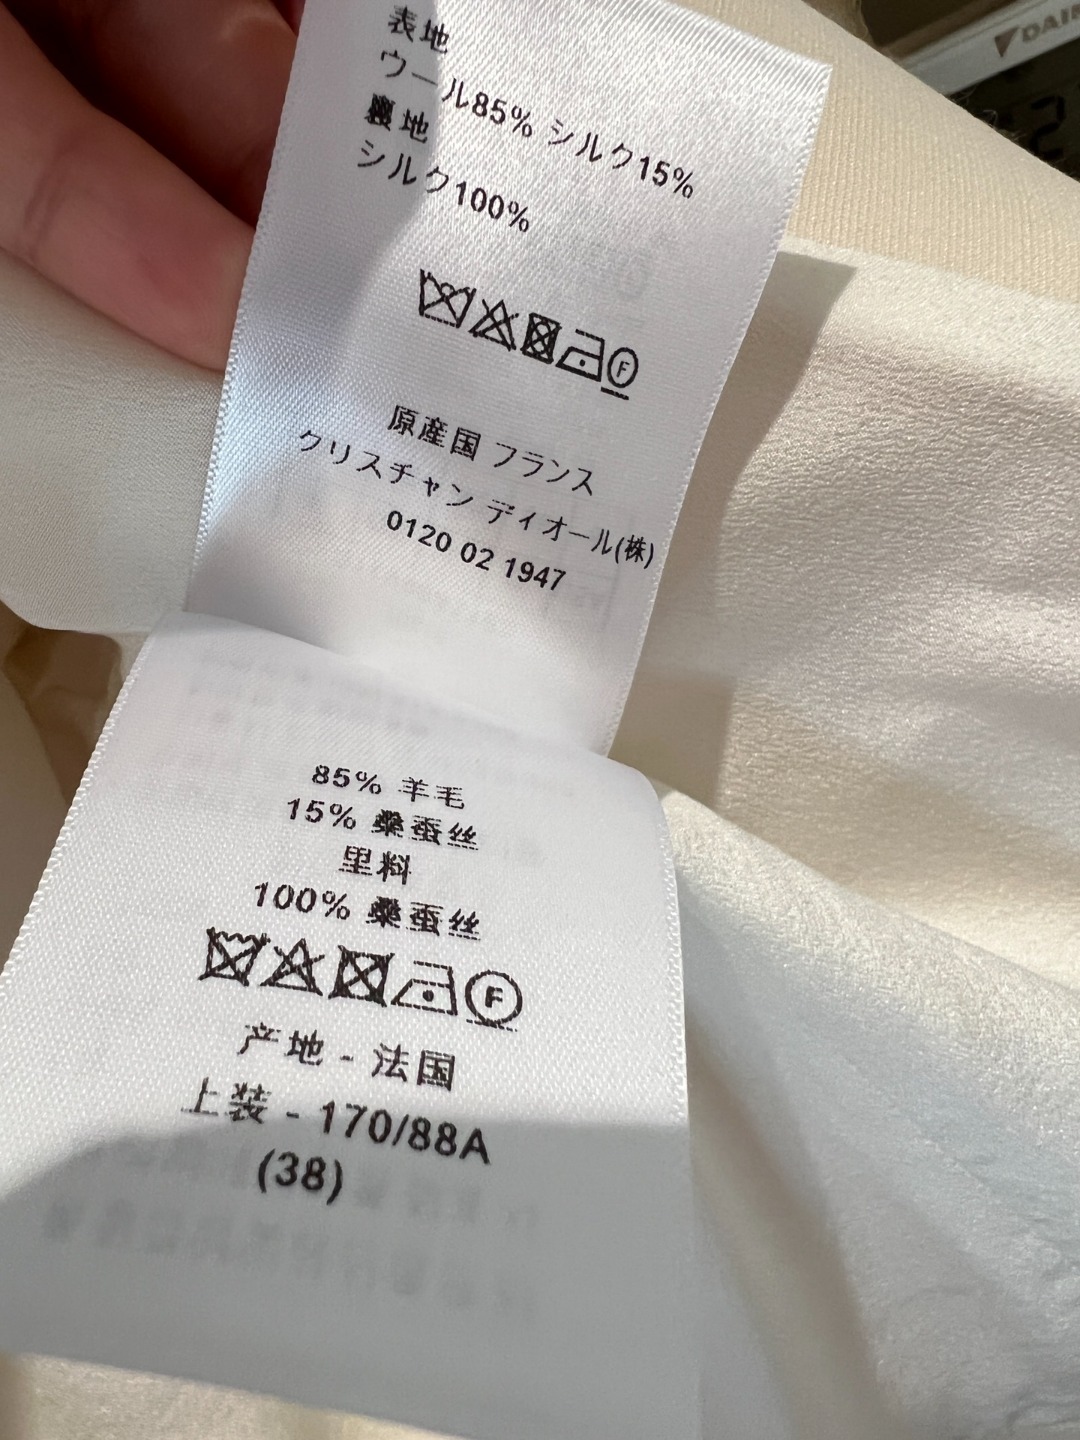 表地
ウール85% シルク15%
裏地
シルク100%
F
原産国 フランス
クリスチャン ディオール(株)
0120 02 1947
85% 羊毛
15% 桑蚕丝
里料
100% 桑蚕丝
F
产地 - 法国
上装 - 170/88A
(38)